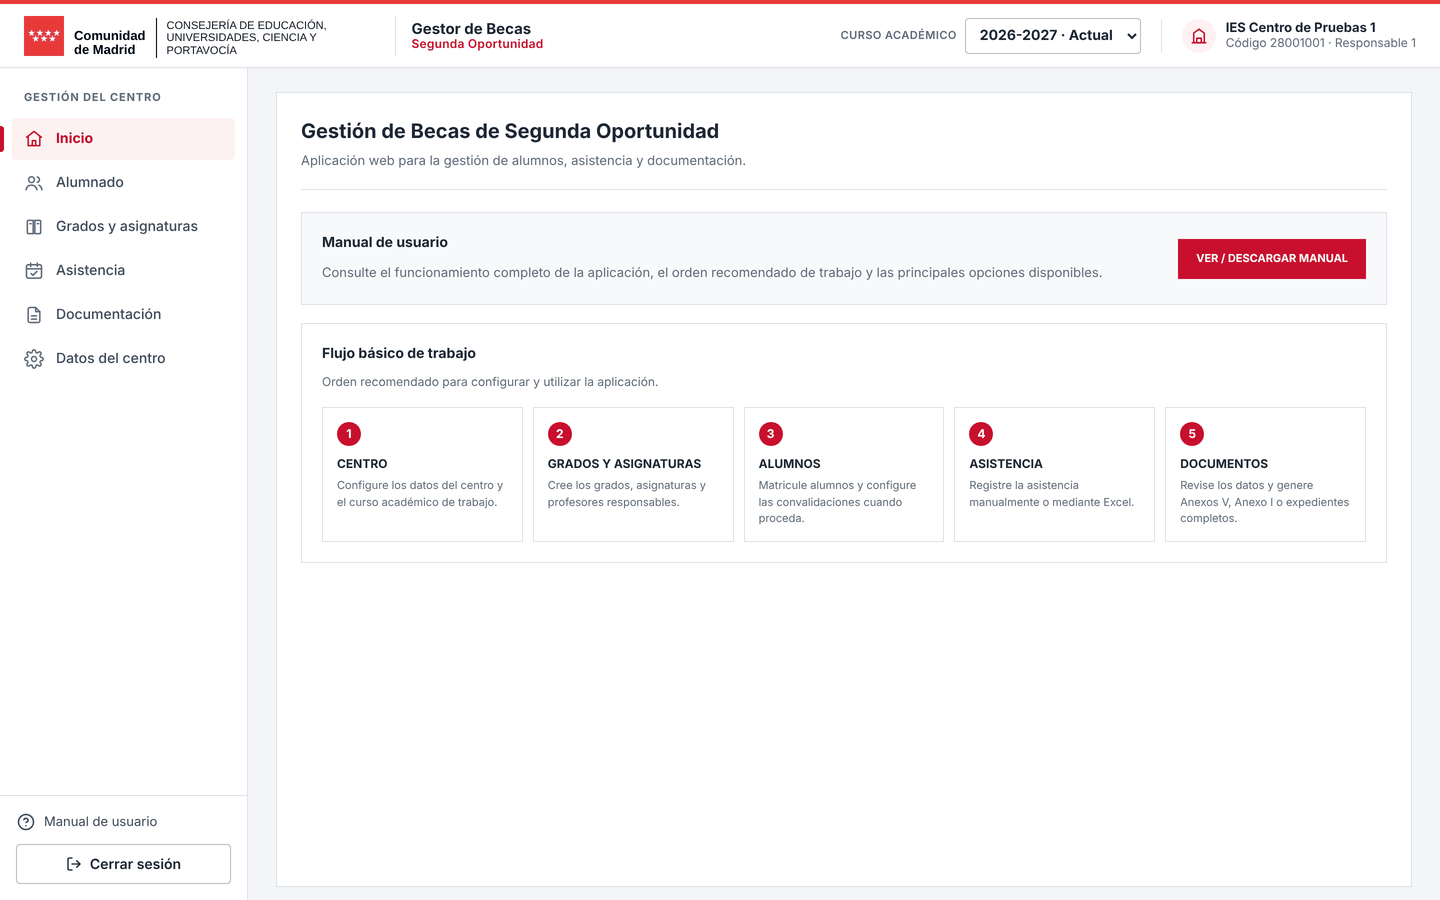 Comunidad
de Madrid
CONSEJERÍA DE EDUCACIÓN,
UNIVERSIDADES, CIENCIA Y
PORTAVOCÍA
Gestor de Becas
Segunda Oportunidad
CURSO ACADÉMICO
2026-2027 · Actual
IES Centro de Pruebas 1
Código 28001001 · Responsable 1
GESTIÓN DEL CENTRO
Inicio
Alumnado
Grados y asignaturas
Asistencia
Documentación
Datos del centro
Manual de usuario
Cerrar sesión
Gestión de Becas de Segunda Oportunidad
Aplicación web para la gestión de alumnos, asistencia y documentación.
Manual de usuario
Consulte el funcionamiento completo de la aplicación, el orden recomendado de trabajo y las principales opciones disponibles.
VER / DESCARGAR MANUAL
Flujo básico de trabajo
Orden recomendado para configurar y utilizar la aplicación.
1
CENTRO
Configure los datos del centro y
el curso académico de trabajo.
2
GRADOS Y ASIGNATURAS
Cree los grados, asignaturas y
profesores responsables.
3
ALUMNOS
Matricule alumnos y configure
las convalidaciones cuando
proceda.
4
ASISTENCIA
Registre la asistencia
manualmente o mediante Excel.
5
DOCUMENTOS
Revise los datos y genere
Anexos V, Anexo I o expedientes
completos.